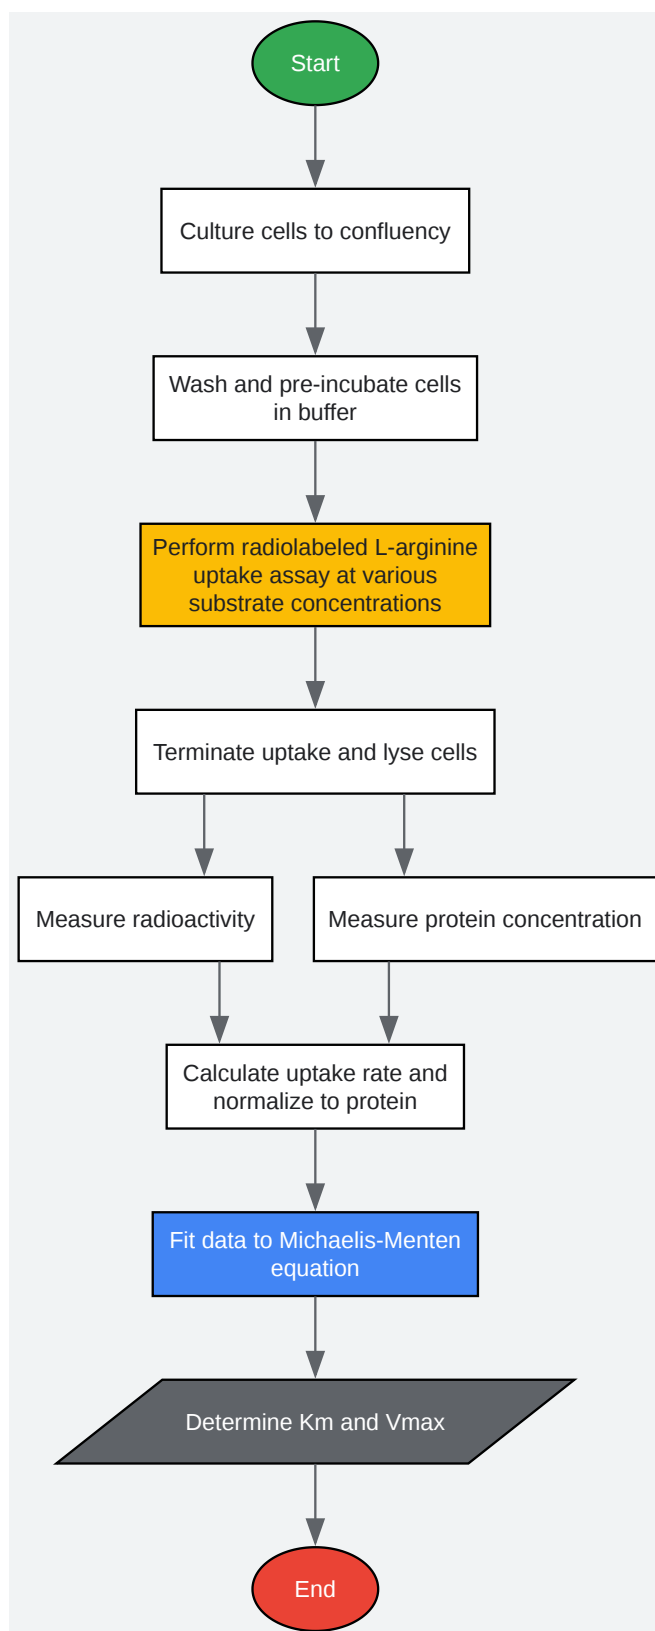 Start
Culture cells to confluency
Wash and pre-incubate cells
in buffer
Perform radiolabeled L-arginine
uptake assay at various
substrate concentrations
Terminate uptake and lyse cells
Measure radioactivity
Measure protein concentration
Calculate uptake rate and
normalize to protein
Fit data to Michaelis-Menten
equation
Determine Km and Vmax
End